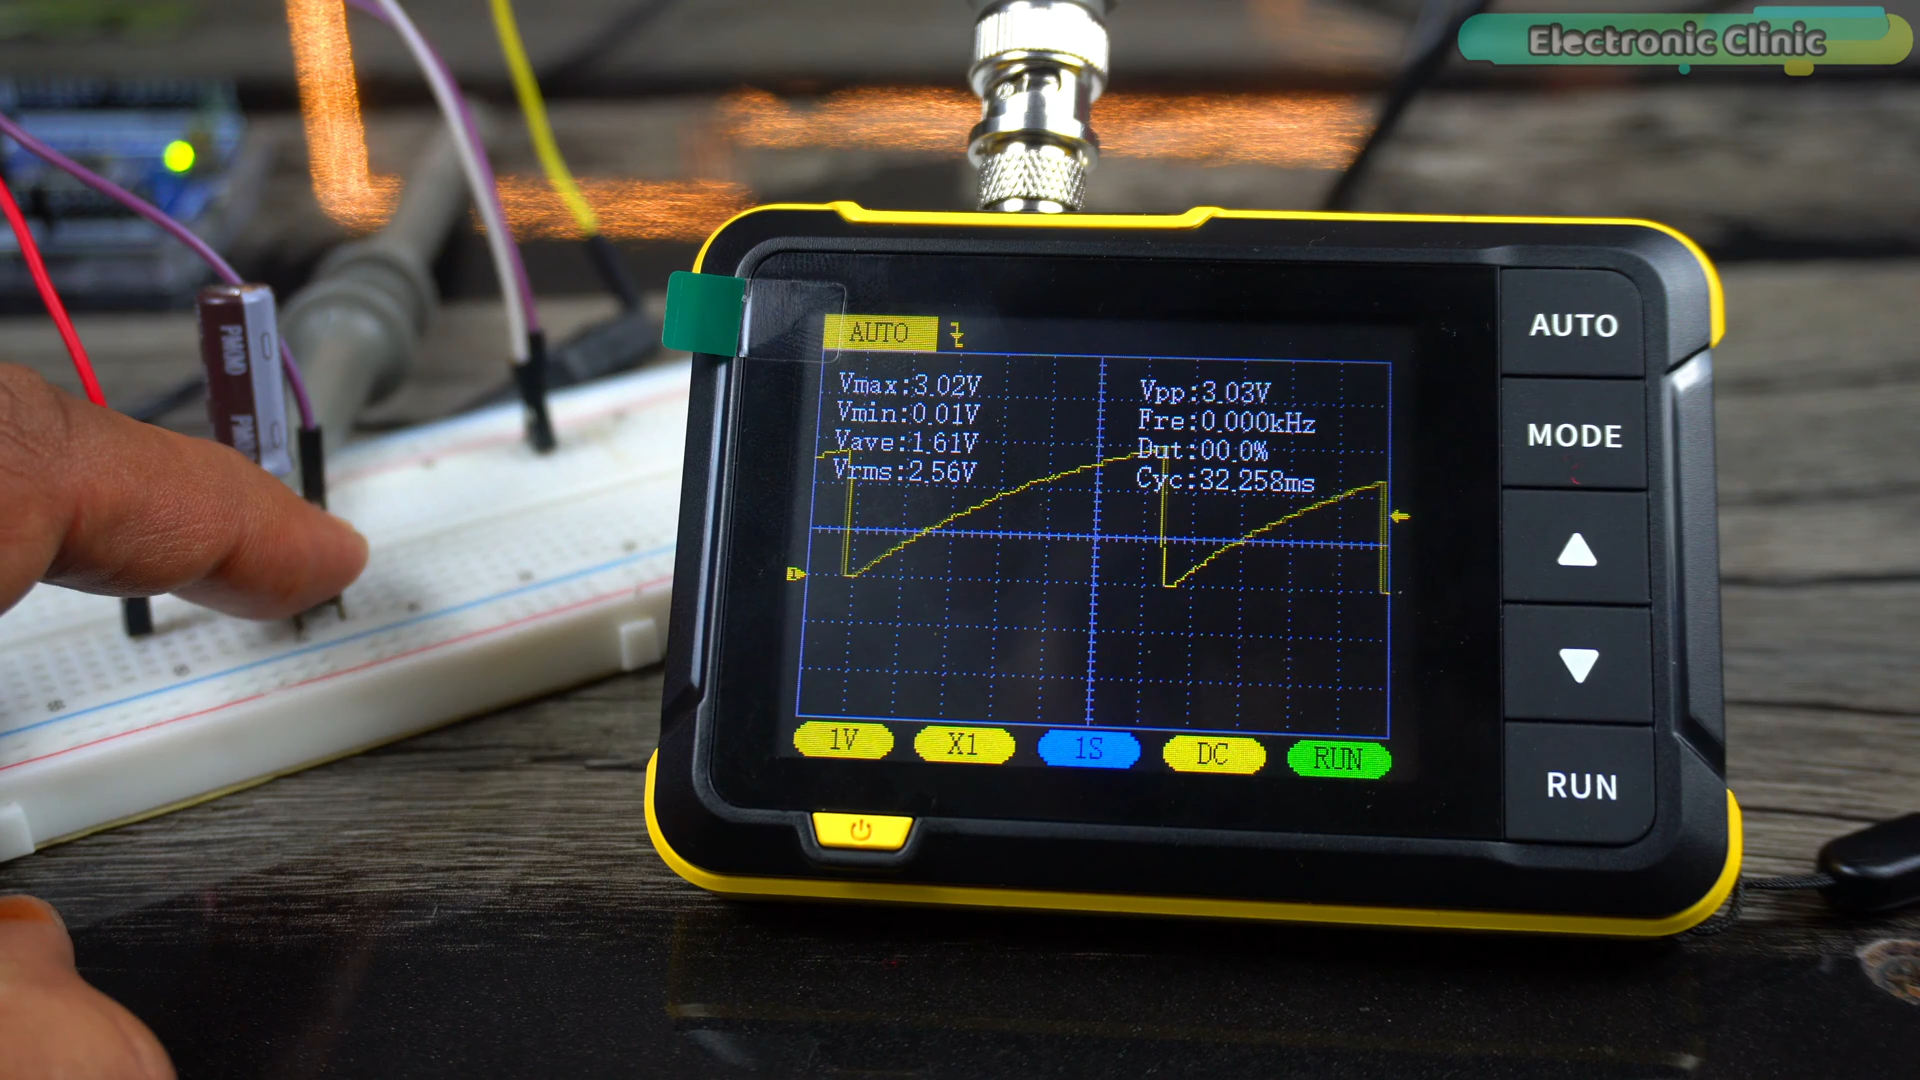 Electronic Clinic
AUTO
Vmax:3.02V
Vmin:0.01V
Vave:1.61V
Vrms:2.56V
Vpp:3.03V
Fre:0.000kHz
Dut:00.0%
Cyc:32.258ms
1V
X1
1S
DC
RUN
AUTO
MODE
RUN